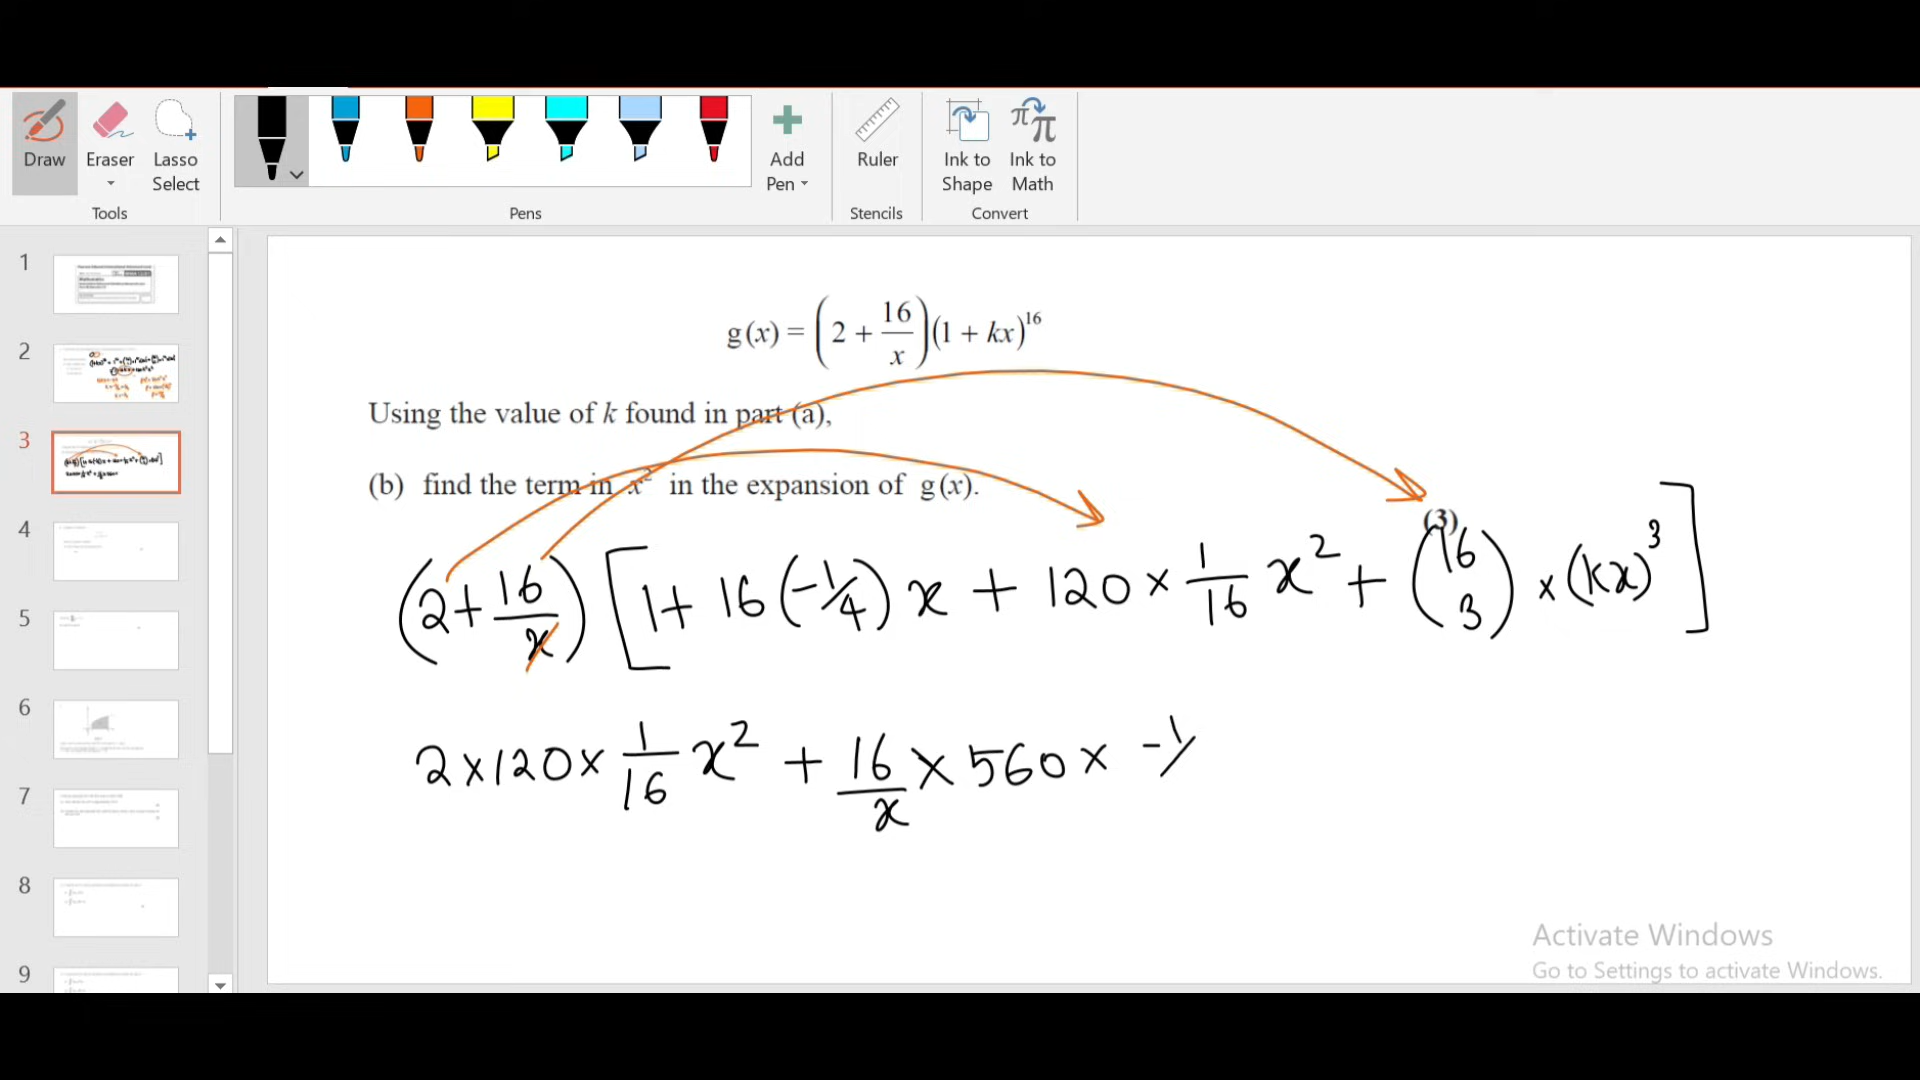 Draw
Eraser
Lasso Select
Add Pen
Ruler
Ink to Shape
Ink to Math
Tools
Pens
Stencils
Convert
1
2
3
4
5
6
7
8
9
g(x) = (2 + 16/x)(1 + kx)^16
Using the value of k found in part (a),
(b) find the term in x² in the expansion of g(x).
(3)
(2 + 16/x) [1 + 16(-1/4)x + 120 × 1/16 x² + (16 3) × (kx)³]
2 × 120 × 1/16 x² + 16/x × 560 × -1/
Activate Windows
Go to Settings to activate Windows.